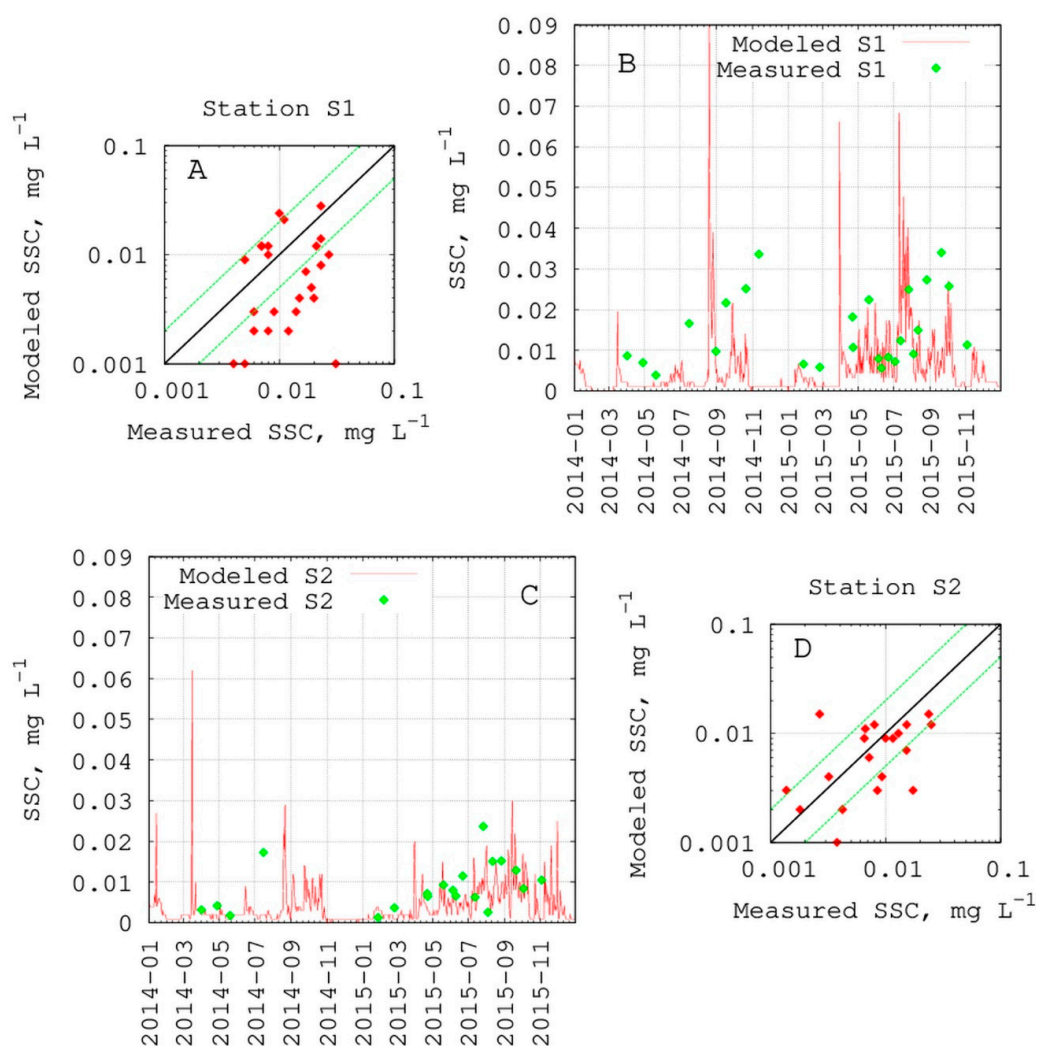 Station S1
A
Modeled SSC, mg L⁻¹
0.1
0.01
0.001
0.001 0.01 0.1
Measured SSC, mg L⁻¹
B
Modeled S1
Measured S1
SSC, mg L⁻¹
0.09
0.08
0.07
0.06
0.05
0.04
0.03
0.02
0.01
0
2014-01
2014-03
2014-05
2014-07
2014-09
2014-11
2015-01
2015-03
2015-05
2015-07
2015-09
2015-11
Modeled S2
Measured S2
C
SSC, mg L⁻¹
0.09
0.08
0.07
0.06
0.05
0.04
0.03
0.02
0.01
0
2014-01
2014-03
2014-05
2014-07
2014-09
2014-11
2015-01
2015-03
2015-05
2015-07
2015-09
2015-11
Station S2
D
Modeled SSC, mg L⁻¹
0.1
0.01
0.001
0.001 0.01 0.1
Measured SSC, mg L⁻¹